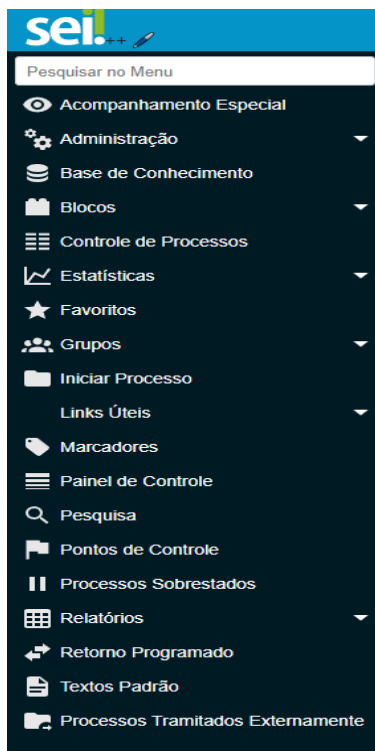 sei!++
Pesquisar no Menu
Acompanhamento Especial
Administração
Base de Conhecimento
Blocos
Controle de Processos
Estatísticas
Favoritos
Grupos
Iniciar Processo
Links Úteis
Marcadores
Painel de Controle
Pesquisa
Pontos de Controle
Processos Sobrestados
Relatórios
Retorno Programado
Textos Padrão
Processos Tramitados Externamente